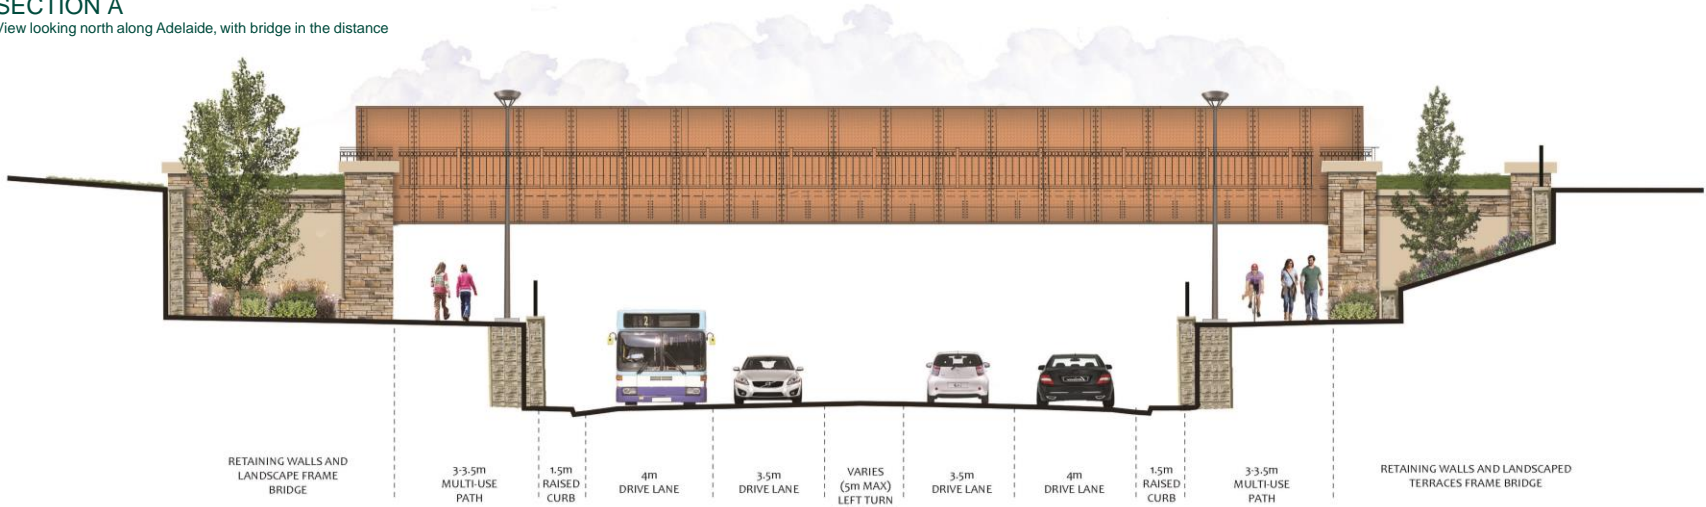 SECTION A
View looking north along Adelaide, with bridge in the distance
2
RETAINING WALLS AND
LANDSCAPE FRAME
BRIDGE
3-3.5m
MULTI-USE
PATH
1.5m
RAISED
CURB
4m
DRIVE LANE
3.5m
DRIVE LANE
VARIES
(5m MAX)
LEFT TURN
3.5m
DRIVE LANE
4m
DRIVE LANE
1.5m
RAISED
CURB
3-3.5m
MULTI-USE
PATH
RETAINING WALLS AND LANDSCAPED
TERRACES FRAME BRIDGE